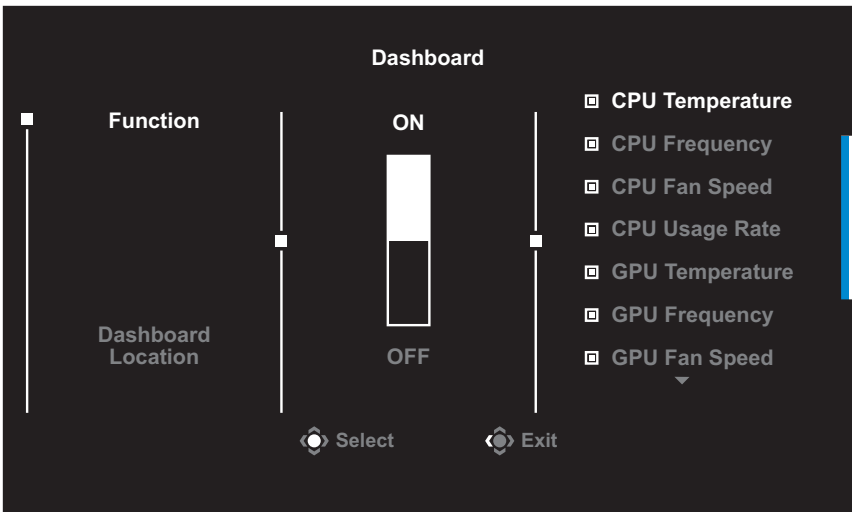 Dashboard
Function
Dashboard
Location
ON
OFF
CPU Temperature
CPU Frequency
CPU Fan Speed
CPU Usage Rate
GPU Temperature
GPU Frequency
GPU Fan Speed
Select
Exit